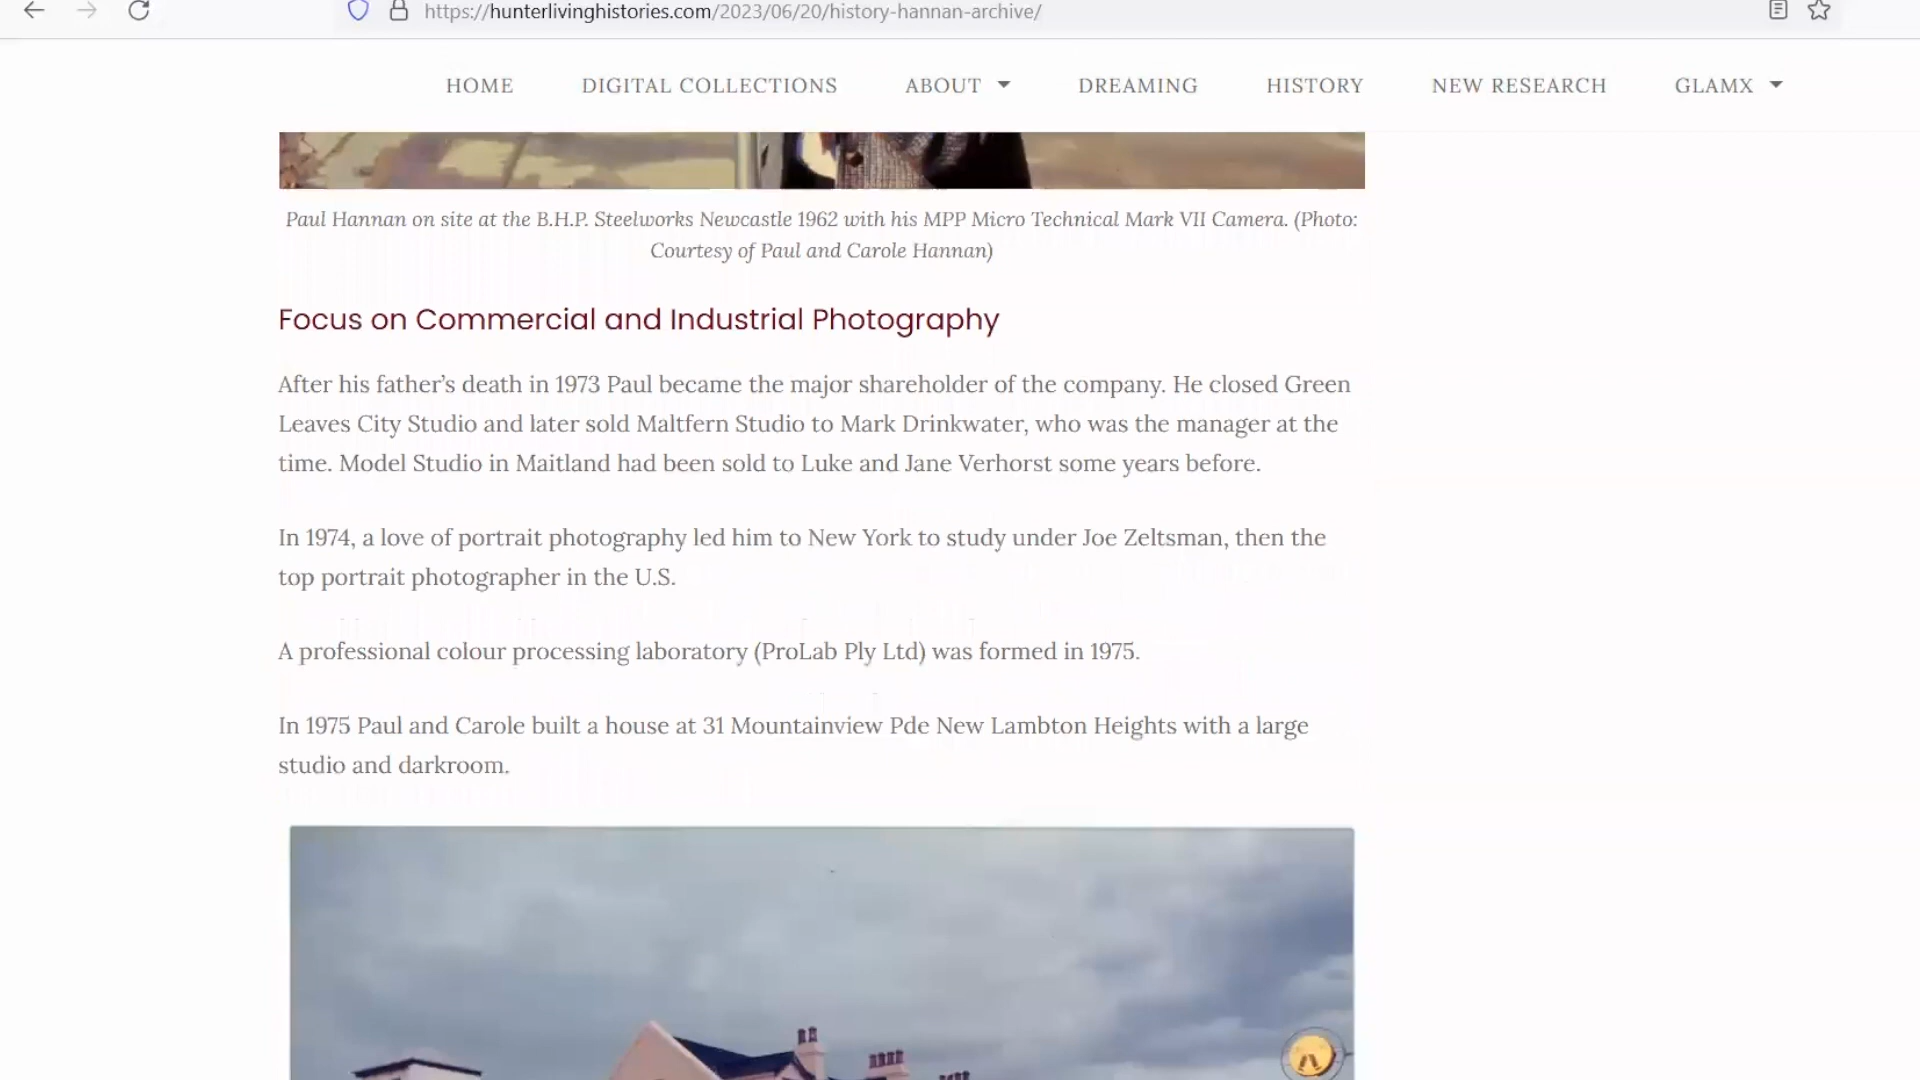 https://hunterlivinghistories.com/2023/06/20/history-hannan-archive/
HOME DIGITAL COLLECTIONS ABOUT DREAMING HISTORY NEW RESEARCH GLAMX
Paul Hannan on site at the B.H.P. Steelworks Newcastle 1962 with his MPP Micro Technical Mark VII Camera. (Photo:
Courtesy of Paul and Carole Hannan)
Focus on Commercial and Industrial Photography
After his father’s death in 1973 Paul became the major shareholder of the company. He closed Green
Leaves City Studio and later sold Maltfern Studio to Mark Drinkwater, who was the manager at the
time. Model Studio in Maitland had been sold to Luke and Jane Verhorst some years before.
In 1974, a love of portrait photography led him to New York to study under Joe Zeltsman, then the
top portrait photographer in the U.S.
A professional colour processing laboratory (ProLab Ply Ltd) was formed in 1975.
In 1975 Paul and Carole built a house at 31 Mountainview Pde New Lambton Heights with a large
studio and darkroom.